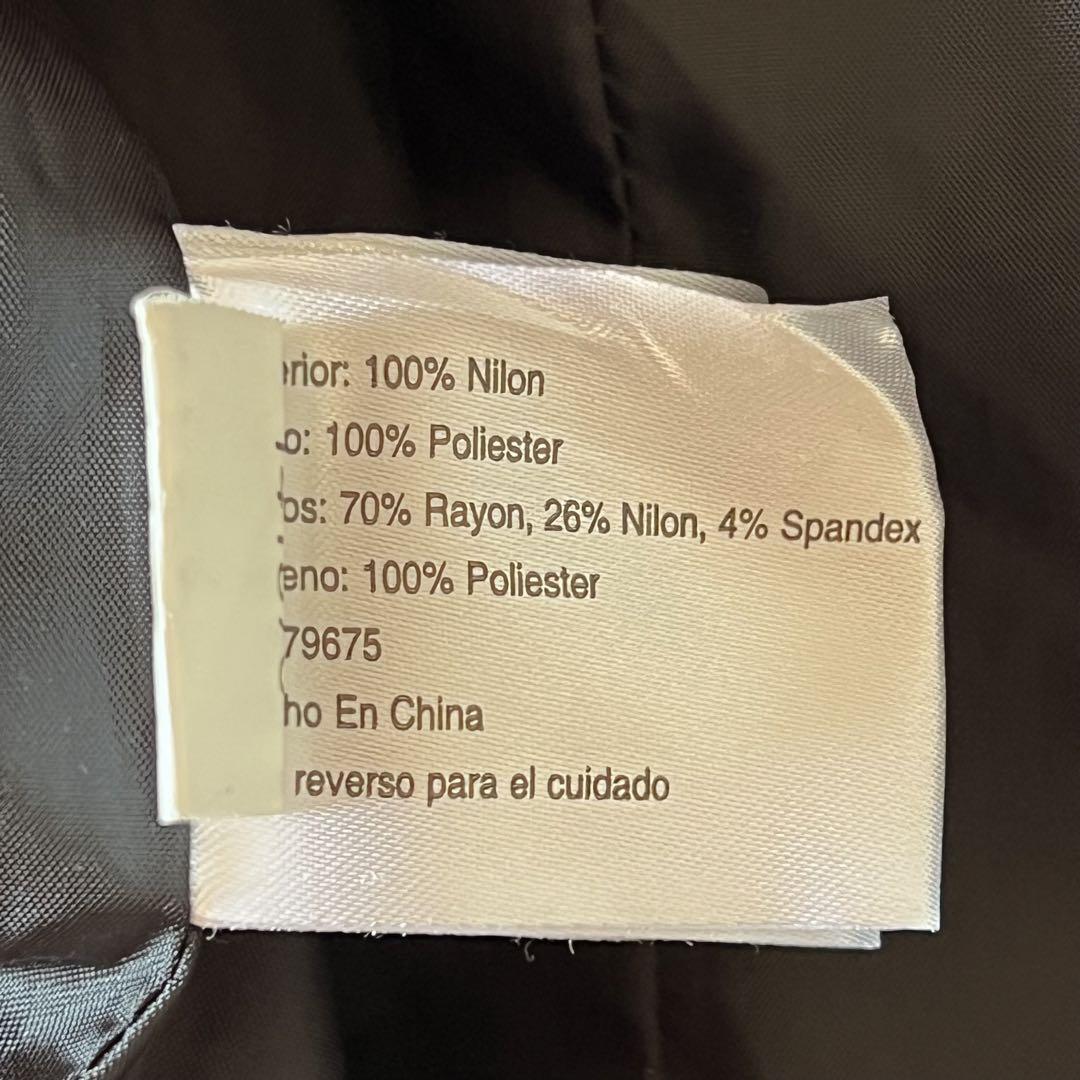 erior: 100% Nilon
o: 100% Poliester
os: 70% Rayon, 26% Nilon, 4% Spandex
eno: 100% Poliester
79675
ho En China
reverso para el cuidado